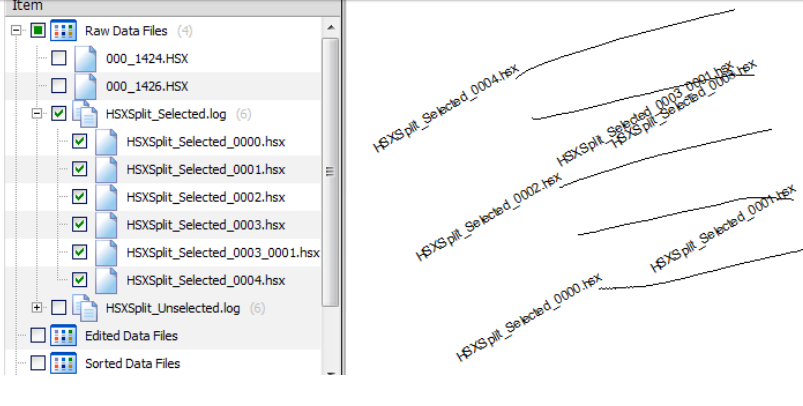 Item
Raw Data Files (4)
000_1424.HSX
000_1426.HSX
HSXSplit_Selected.log (6)
HSXSplit_Selected_0000.hsx
HSXSplit_Selected_0001.hsx
HSXSplit_Selected_0002.hsx
HSXSplit_Selected_0003.hsx
HSXSplit_Selected_0003_0001.hsx
HSXSplit_Selected_0004.hsx
HSXSplit_Unselected.log (6)
Edited Data Files
Sorted Data Files
HSXSplit_Selected_0004.hsx
HSXSplit_Selected_0003_0001.hsx
HSXSplit_Selected_0003.hsx
HSXSplit_Selected_0002.hsx
HSXSplit_Selected_0001.hsx
HSXSplit_Selected_0000.hsx